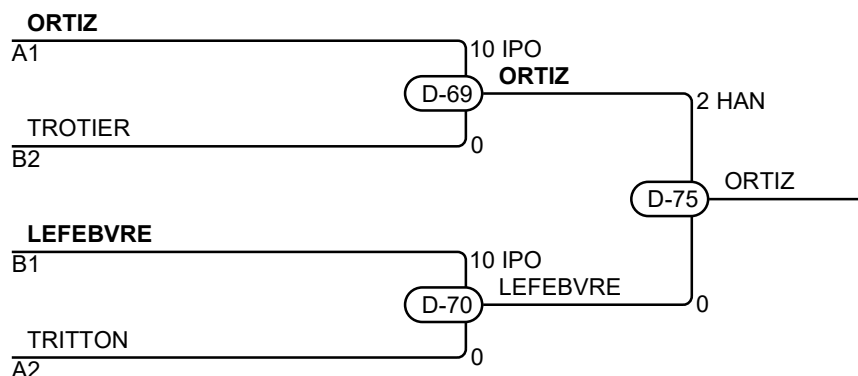 ORTIZ
A1
10 IPO
D-69
ORTIZ
TROTIER
B2
0
2 HAN
D-75
ORTIZ
LEFEBVRE
B1
10 IPO
D-70
LEFEBVRE
0
TRITTON
A2
0